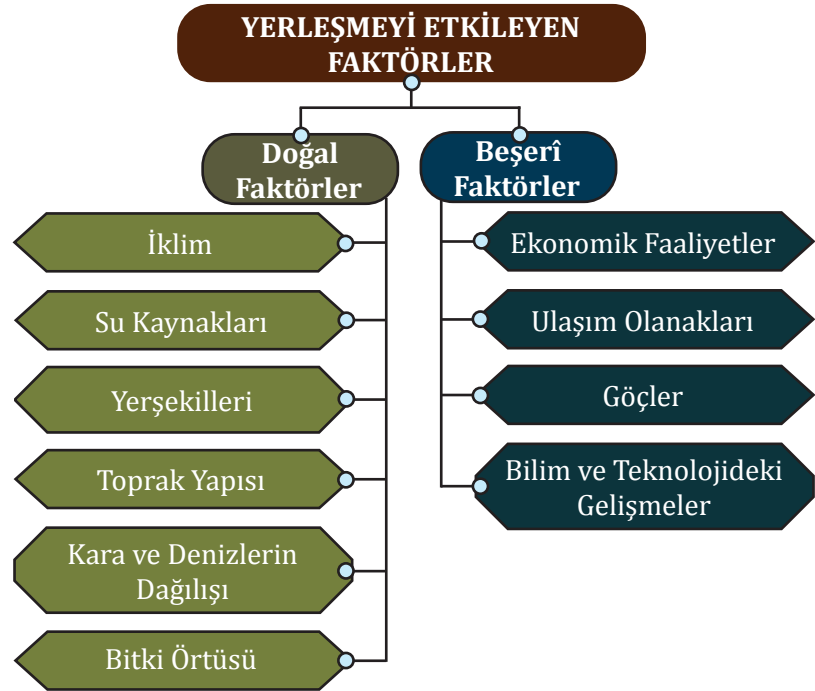 YERLEŞMEYİ ETKİLEYEN
FAKTÖRLER
Doğal
Faktörler
İklim
Su Kaynakları
Yerşekilleri
Toprak Yapısı
Kara ve Denizlerin
Dağılışı
Bitki Örtüsü
Beşerî
Faktörler
Ekonomik Faaliyetler
Ulaşım Olanakları
Göçler
Bilim ve Teknolojideki
Gelişmeler